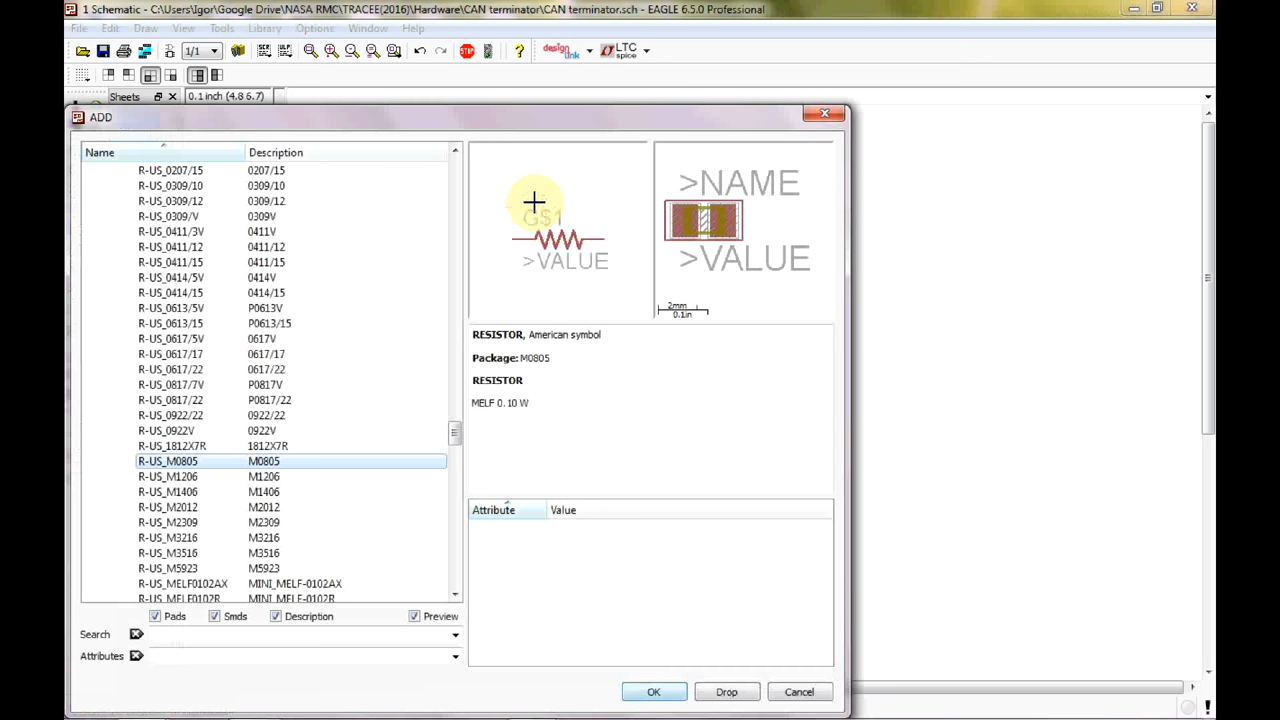 1 Schematic - C:\Users\Igor\Google Drive\NASA RMC\TRACEE(2016)\Hardware\CAN terminator\CAN terminator.sch - EAGLE 6.5.0 Professional
File Edit Draw View Tools Library Options Window Help
1/1
design link
LTC spice
Sheets
0.1 inch (4.8 6.7)
ADD
Name Description
R-US_0207/15 0207/15
R-US_0309/10 0309/10
R-US_0309/12 0309/12
R-US_0309/V 0309V
R-US_0411/3V 0411V
R-US_0411/12 0411/12
R-US_0411/15 0411/15
R-US_0414/5V 0414V
R-US_0414/15 0414/15
R-US_0613/5V P0613V
R-US_0613/15 P0613/15
R-US_0617/5V 0617V
R-US_0617/17 0617/17
R-US_0617/22 0617/22
R-US_0817/7V P0817V
R-US_0817/22 P0817/22
R-US_0922/22 0922/22
R-US_0922V 0922V
R-US_1812X7R 1812X7R
R-US_M0805 M0805
R-US_M1206 M1206
R-US_M1406 M1406
R-US_M2012 M2012
R-US_M2309 M2309
R-US_M3216 M3216
R-US_M3516 M3516
R-US_M5923 M5923
R-US_MELF0102AX MINI_MELF-0102AX
R-US_MELF0102R MINI_MELF-0102R
Pads Smds Description Preview
Search
Attributes
G$1
>VALUE
>NAME
>VALUE
2mm
0.1in
RESISTOR, American symbol
Package: M0805
RESISTOR
MELF 0.10 W
Attribute Value
OK Drop Cancel